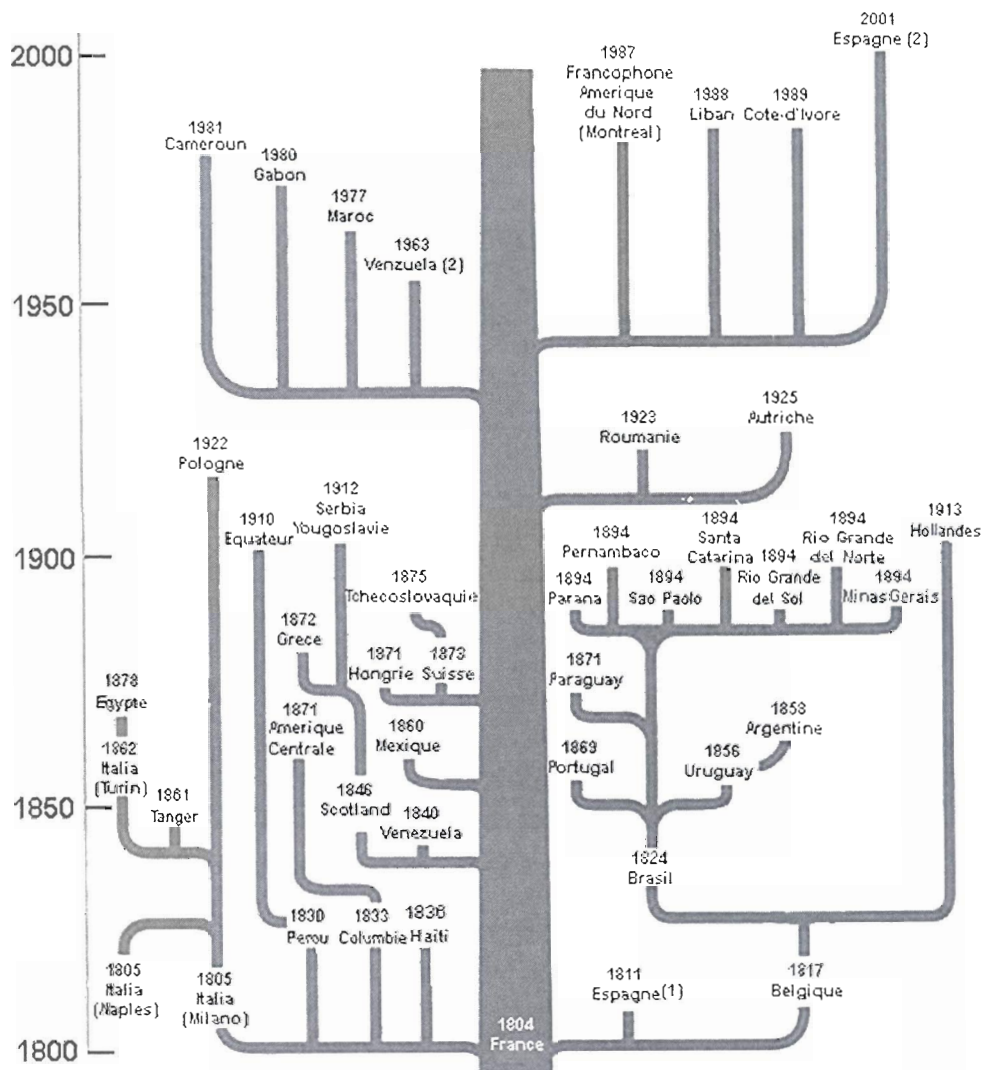 2001
Espagne (2)
2000
1987
Francophone
Amerique
du Nord
(Montreal)
1988
Liban
1989
Cote-d'Ivore
1981
Cameroun
1980
Gabon
1977
Maroc
1963
Venzuela (2)
1950
1925
Autriche
1923
Roumanie
1922
Pologne
1912
Serbia
Yougoslavie
1910
Equateur
1913
Hollandes
1900
1894
Pernambaco
1894
Santa
Catarina
1894
Rio Grande
del Norte
1894
Parana
1894
Sao Paolo
1894
Rio Grande
del Sol
1894
Minas Gerais
1875
Tchecoslovaquie
1872
Grece
1871
Hongrie
1873
Suisse
1871
Paraguay
1878
Egypte
1871
Amerique
Centrale
1860
Mexique
1853
Argentine
1862
Italia
(Turin)
1869
Portugal
1856
Uruguay
1861
Tanger
1846
Scotland
1840
Venezuela
1850
1824
Brasil
1830
Perou
1833
Columbie
1836
Haiti
1805
Italia
(Naples)
1805
Italia
(Milano)
1811
Espagne(1)
1817
Belgique
1804
France
1800